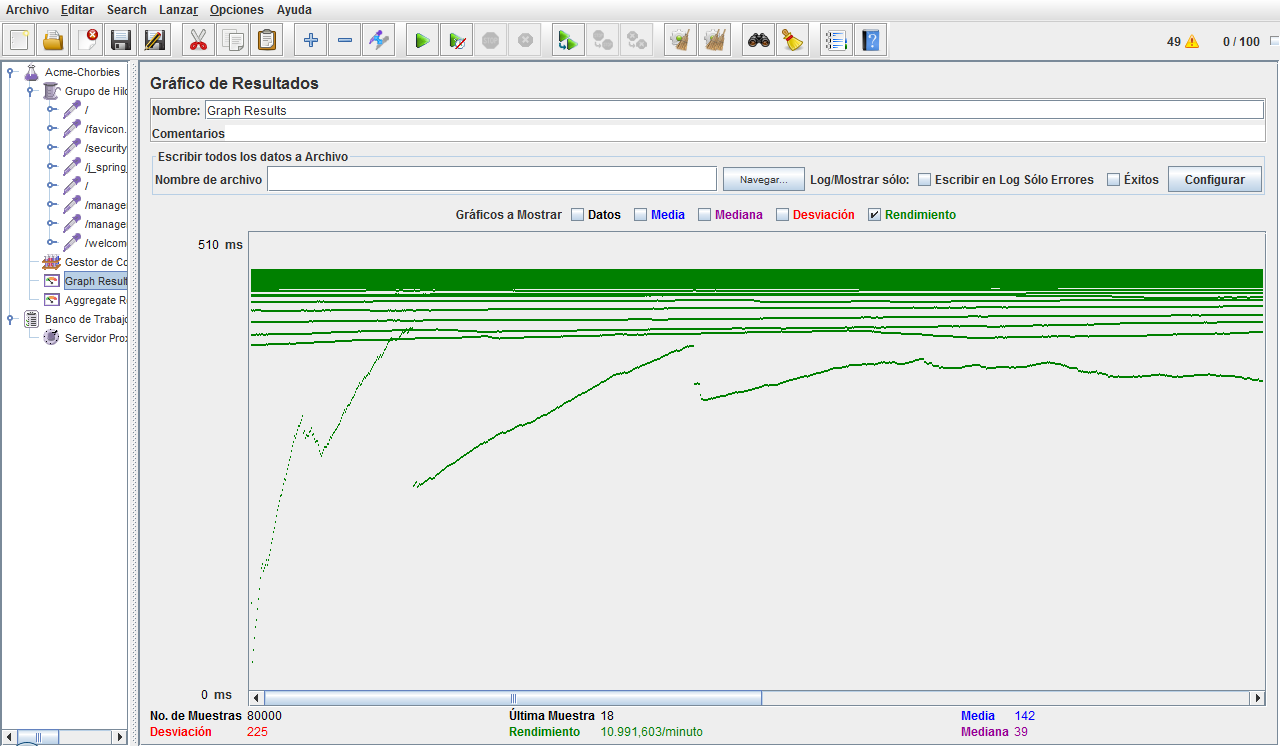 Archivo Editar Search Lanzar Opciones Ayuda
49 0 / 100
Acme-Chorbies
Grupo de Hilo
/
/favicon.
/security
/j_spring_
/
/manage
/manage
/welcom
Gestor de Co
Graph Result
Aggregate R
Banco de Trabajo
Servidor Prox
Gráfico de Resultados
Nombre: Graph Results
Comentarios
Escribir todos los datos a Archivo
Nombre de archivo Navegar... Log/Mostrar sólo: Escribir en Log Sólo Errores Éxitos Configurar
Gráficos a Mostrar Datos Media Mediana Desviación Rendimiento
510 ms
0 ms
No. de Muestras 80000 Última Muestra 18 Media 142
Desviación 225 Rendimiento 10.991,603/minuto Mediana 39